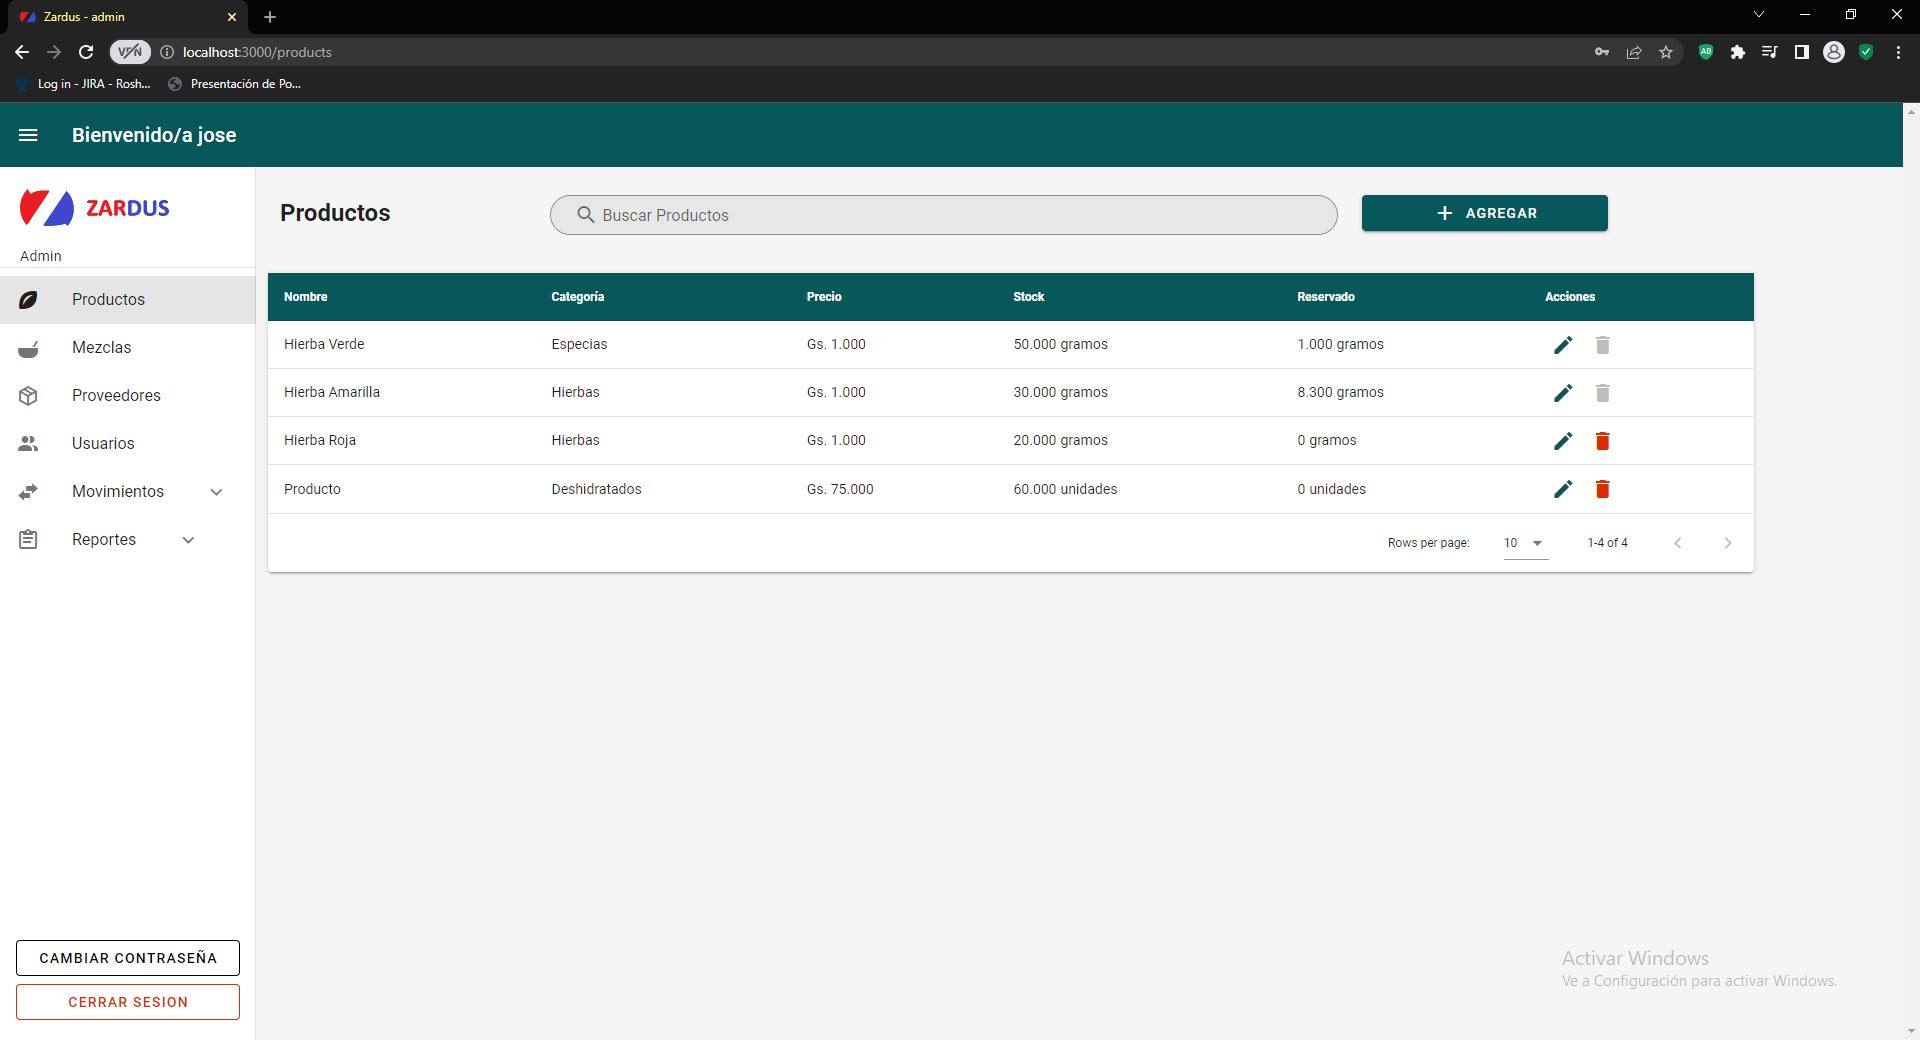 Zardus - admin
VPN
localhost:3000/products
AB
Log in - JIRA - Rosh...
Presentación de Po...
Bienvenido/a jose
ZARDUS
Admin
Productos
Mezclas
Proveedores
Usuarios
Movimientos
Reportes
CAMBIAR CONTRASEÑA
CERRAR SESION
Productos
Buscar Productos
AGREGAR
Nombre Categoría Precio Stock Reservado Acciones
Hierba Verde Especias Gs. 1.000 50.000 gramos 1.000 gramos
Hierba Amarilla Hierbas Gs. 1.000 30.000 gramos 8.300 gramos
Hierba Roja Hierbas Gs. 1.000 20.000 gramos 0 gramos
Producto Deshidratados Gs. 75.000 60.000 unidades 0 unidades
Rows per page: 10 1-4 of 4
Activar Windows
Ve a Configuración para activar Windows.